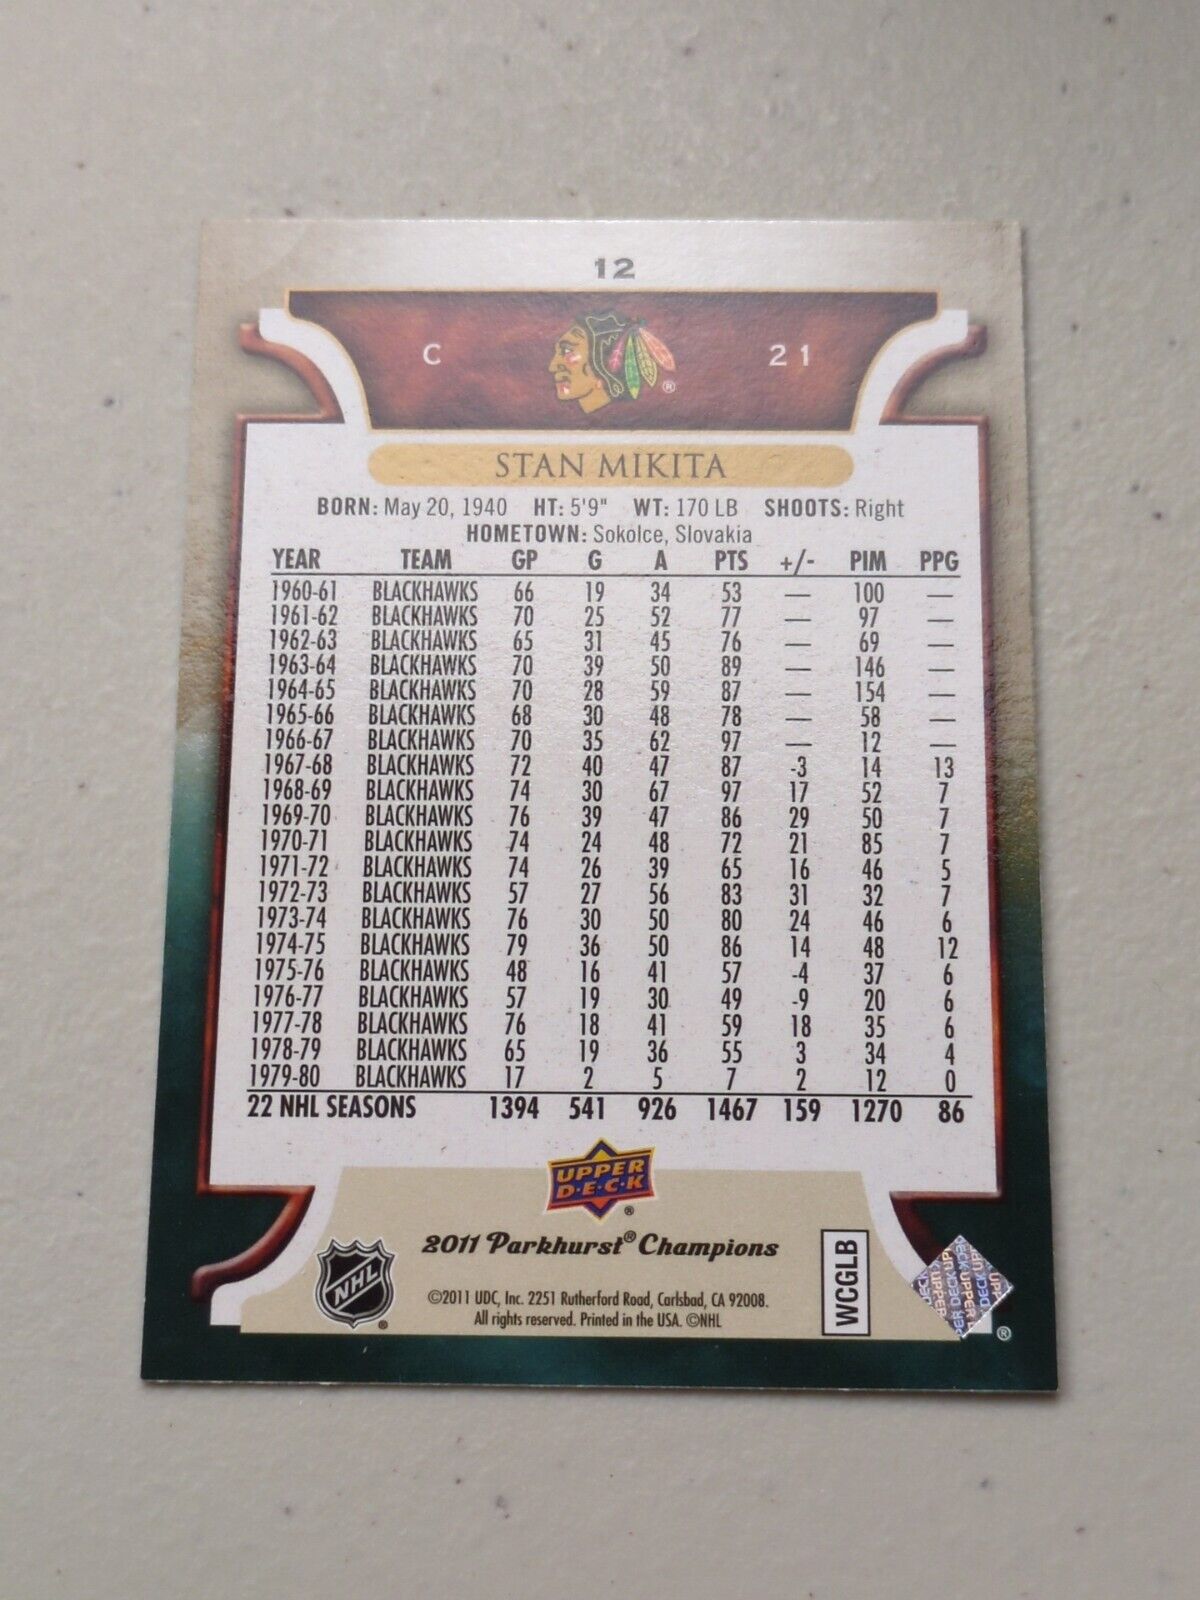 12
C 21
®
STAN MIKITA
BORN: May 20, 1940 HT: 5'9" WT: 170 LB SHOOTS: Right
HOMETOWN: Sokolce, Slovakia
YEAR TEAM GP G A PTS +/- PIM PPG
1960-61 BLACKHAWKS 66 19 34 53 — 100 —
1961-62 BLACKHAWKS 70 25 52 77 — 97 —
1962-63 BLACKHAWKS 65 31 45 76 — 69 —
1963-64 BLACKHAWKS 70 39 50 89 — 146 —
1964-65 BLACKHAWKS 70 28 59 87 — 154 —
1965-66 BLACKHAWKS 68 30 48 78 — 58 —
1966-67 BLACKHAWKS 70 35 62 97 — 12 —
1967-68 BLACKHAWKS 72 40 47 87 -3 14 13
1968-69 BLACKHAWKS 74 30 67 97 17 52 7
1969-70 BLACKHAWKS 76 39 47 86 29 50 7
1970-71 BLACKHAWKS 74 24 48 72 21 85 7
1971-72 BLACKHAWKS 74 26 39 65 16 46 5
1972-73 BLACKHAWKS 57 27 56 83 31 32 7
1973-74 BLACKHAWKS 76 30 50 80 24 46 6
1974-75 BLACKHAWKS 79 36 50 86 14 48 12
1975-76 BLACKHAWKS 48 16 41 57 -4 37 6
1976-77 BLACKHAWKS 57 19 30 49 -9 20 6
1977-78 BLACKHAWKS 76 18 41 59 18 35 6
1978-79 BLACKHAWKS 65 19 36 55 3 34 4
1979-80 BLACKHAWKS 17 2 5 7 2 12 0
22 NHL SEASONS 1394 541 926 1467 159 1270 86
UPPER
D·E·C·K
®
2011 Parkhurst® Champions
NHL
®
©2011 UDC, Inc. 2251 Rutherford Road, Carlsbad, CA 92008.
All rights reserved. Printed in the USA. ©NHL
WCGLB
UPPER DECK
®